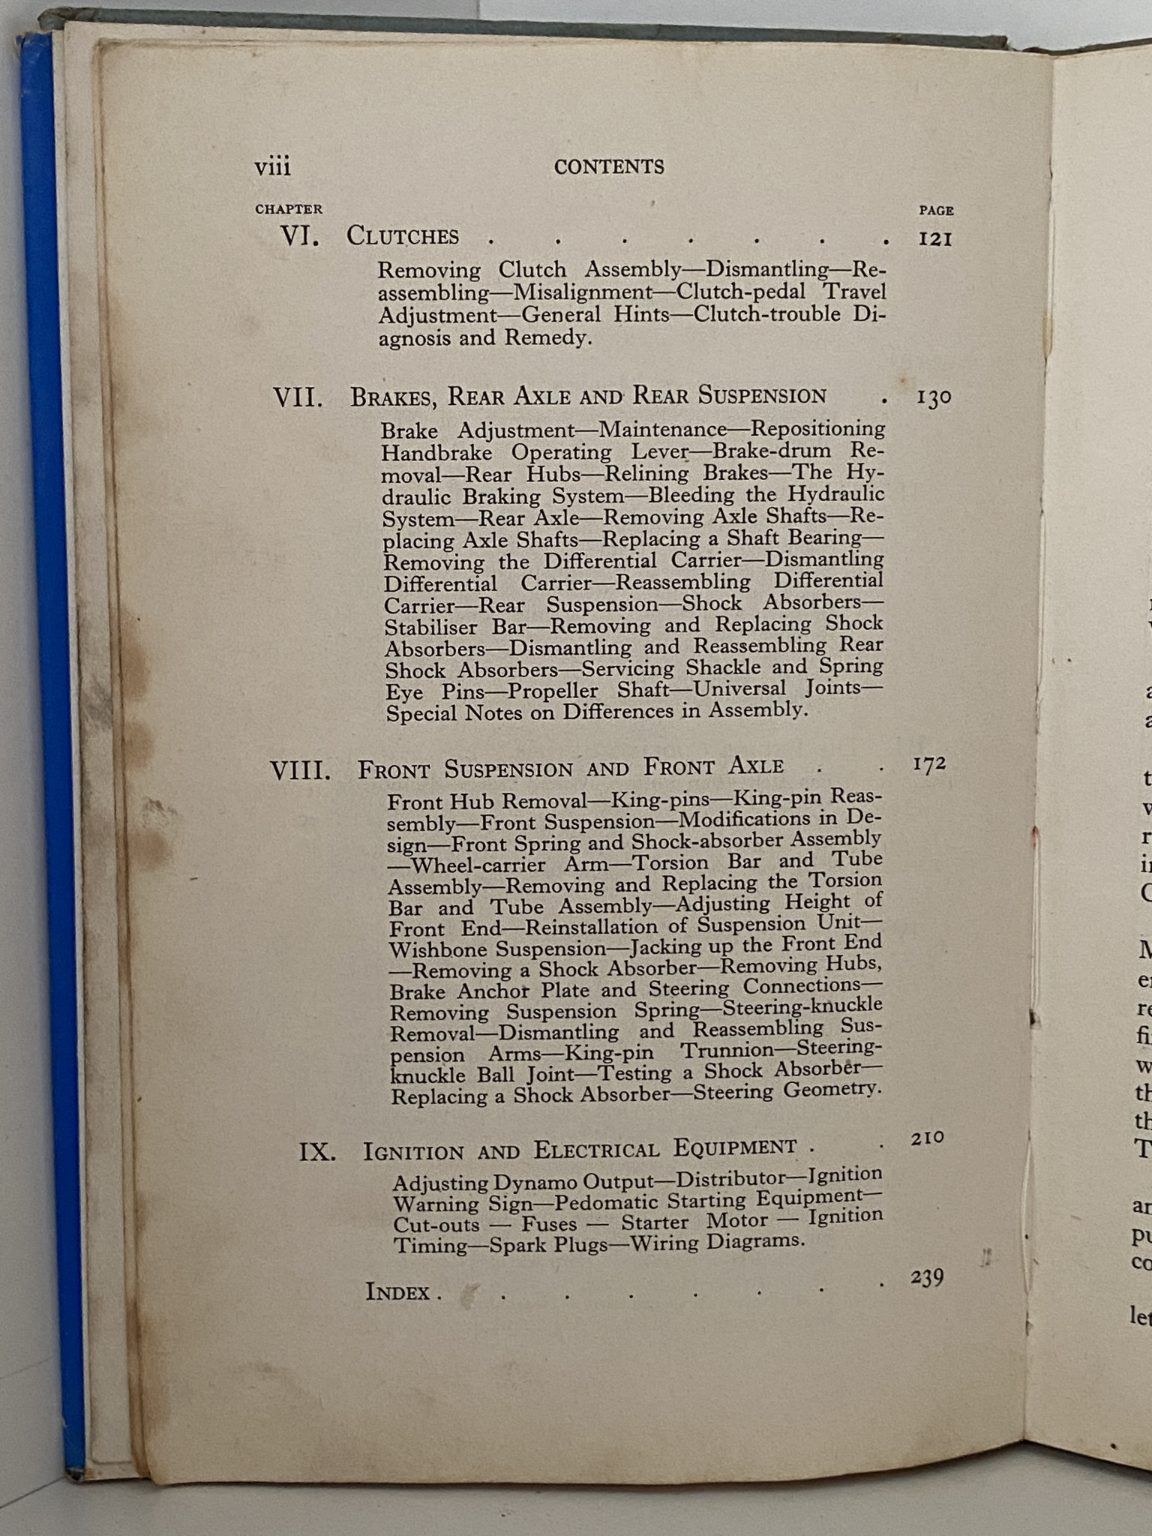 viii CONTENTS
CHAPTER PAGE
VI. CLUTCHES . . . . . . . 121
Removing Clutch Assembly—Dismantling—Re-
assembling—Misalignment—Clutch-pedal Travel
Adjustment—General Hints—Clutch-trouble Di-
agnosis and Remedy.
VII. BRAKES, REAR AXLE AND REAR SUSPENSION . 130
Brake Adjustment—Maintenance—Repositioning
Handbrake Operating Lever—Brake-drum Re-
moval—Rear Hubs—Relining Brakes—The Hy-
draulic Braking System—Bleeding the Hydraulic
System—Rear Axle—Removing Axle Shafts—Re-
placing Axle Shafts—Replacing a Shaft Bearing—
Removing the Differential Carrier—Dismantling
Differential Carrier—Reassembling Differential
Carrier—Rear Suspension—Shock Absorbers—
Stabiliser Bar—Removing and Replacing Shock
Absorbers—Dismantling and Reassembling Rear
Shock Absorbers—Servicing Shackle and Spring
Eye Pins—Propeller Shaft—Universal Joints—
Special Notes on Differences in Assembly.
VIII. FRONT SUSPENSION AND FRONT AXLE . . 172
Front Hub Removal—King-pins—King-pin Reas-
sembly—Front Suspension—Modifications in De-
sign—Front Spring and Shock-absorber Assembly
—Wheel-carrier Arm—Torsion Bar and Tube
Assembly—Removing and Replacing the Torsion
Bar and Tube Assembly—Adjusting Height of
Front End—Reinstallation of Suspension Unit—
Wishbone Suspension—Jacking up the Front End
—Removing a Shock Absorber—Removing Hubs,
Brake Anchor Plate and Steering Connections—
Removing Suspension Spring—Steering-knuckle
Removal—Dismantling and Reassembling Sus-
pension Arms—King-pin Trunnion—Steering-
knuckle Ball Joint—Testing a Shock Absorber—
Replacing a Shock Absorber—Steering Geometry.
IX. IGNITION AND ELECTRICAL EQUIPMENT . . 210
Adjusting Dynamo Output—Distributor—Ignition
Warning Sign—Pedomatic Starting Equipment—
Cut-outs — Fuses — Starter Motor — Ignition
Timing—Spark Plugs—Wiring Diagrams.
INDEX . . . . . . . . 239